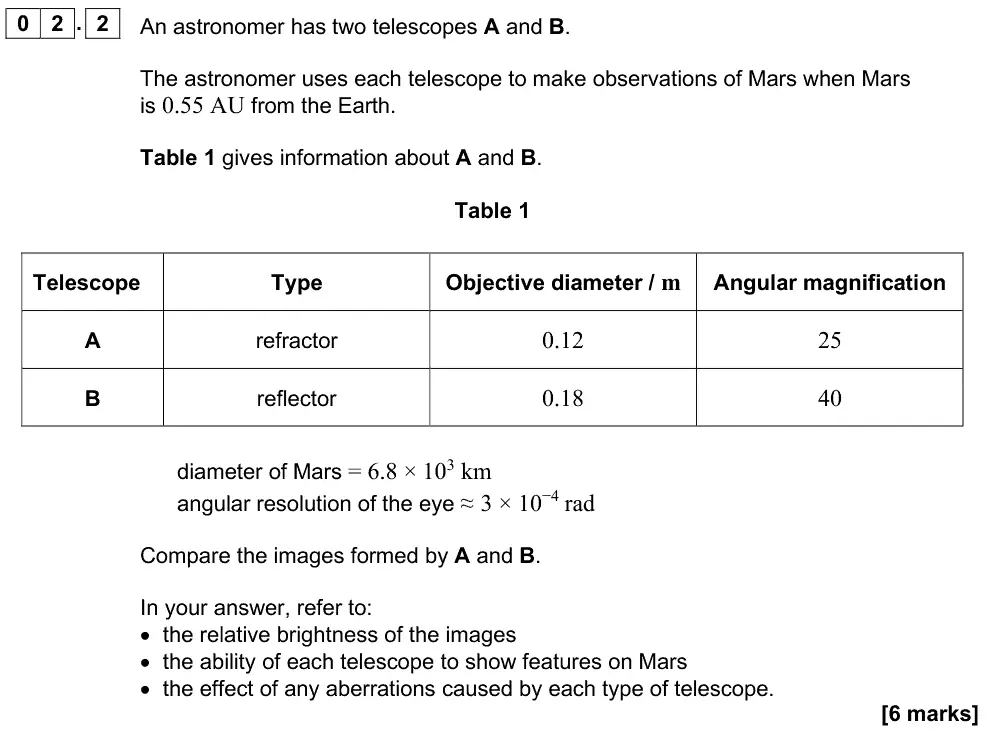 0 2 . 2 An astronomer has two telescopes A and B.
The astronomer uses each telescope to make observations of Mars when Mars
is 0.55 AU from the Earth.
Table 1 gives information about A and B.
Table 1
Telescope Type Objective diameter / m Angular magnification
A refractor 0.12 25
B reflector 0.18 40
diameter of Mars = 6.8 × 10³ km
angular resolution of the eye ≈ 3 × 10⁻⁴ rad
Compare the images formed by A and B.
In your answer, refer to:
• the relative brightness of the images
• the ability of each telescope to show features on Mars
• the effect of any aberrations caused by each type of telescope.
[6 marks]